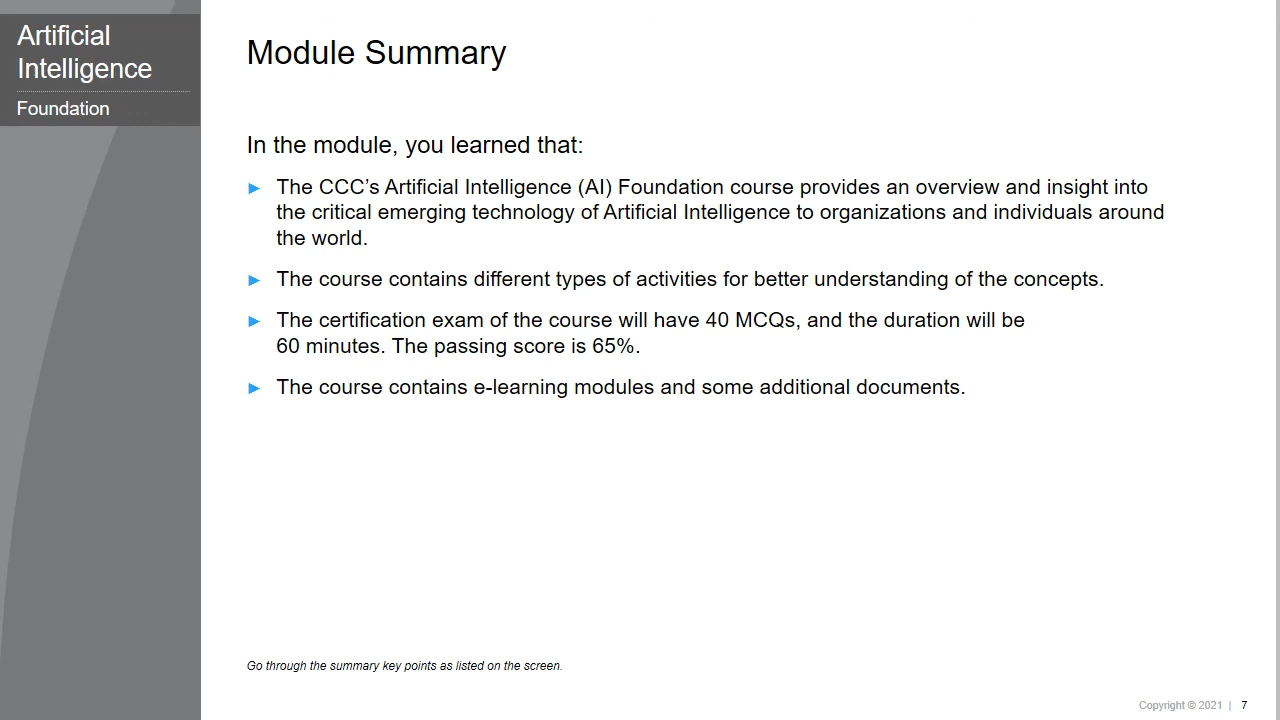 Artificial
Intelligence
Foundation
Module Summary
In the module, you learned that:
► The CCC’s Artificial Intelligence (AI) Foundation course provides an overview and insight into
the critical emerging technology of Artificial Intelligence to organizations and individuals around
the world.
► The course contains different types of activities for better understanding of the concepts.
► The certification exam of the course will have 40 MCQs, and the duration will be
60 minutes. The passing score is 65%.
► The course contains e-learning modules and some additional documents.
Go through the summary key points as listed on the screen.
Copyright © 2021 | 7